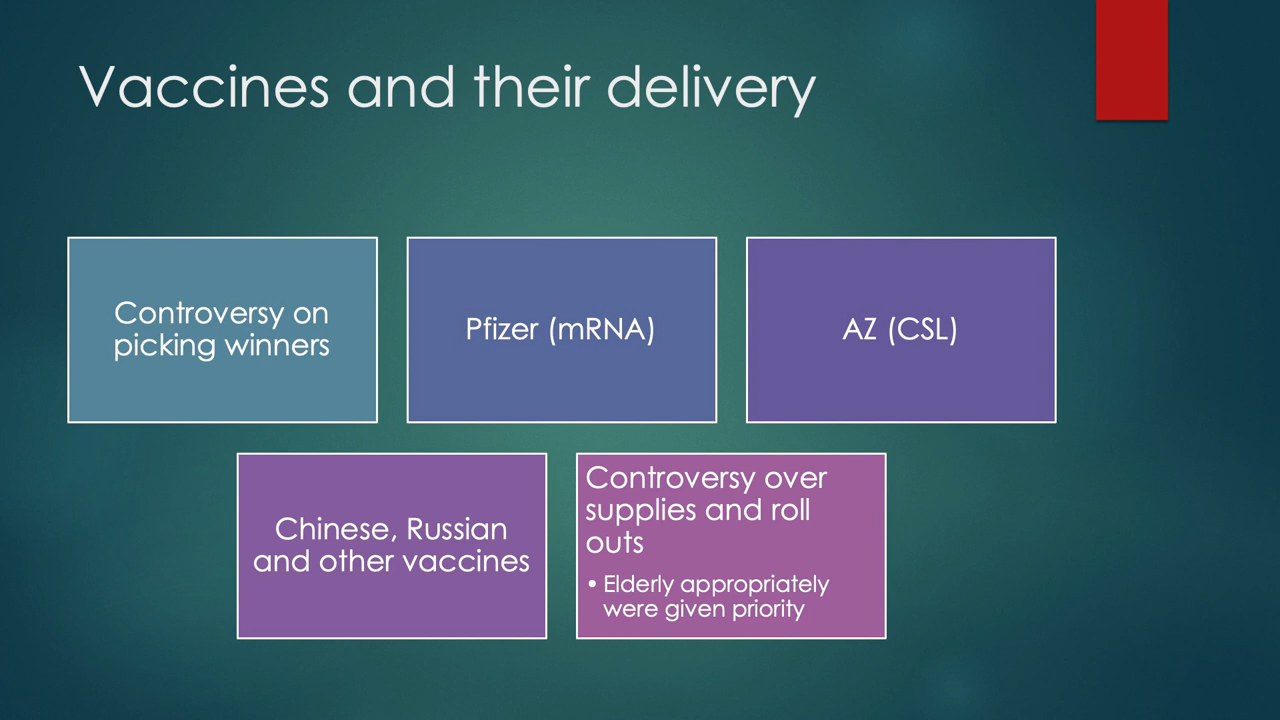 Vaccines and their delivery
Controversy on
picking winners
Pfizer (mRNA)
AZ (CSL)
Chinese, Russian
and other vaccines
Controversy over
supplies and roll
outs
• Elderly appropriately
were given priority